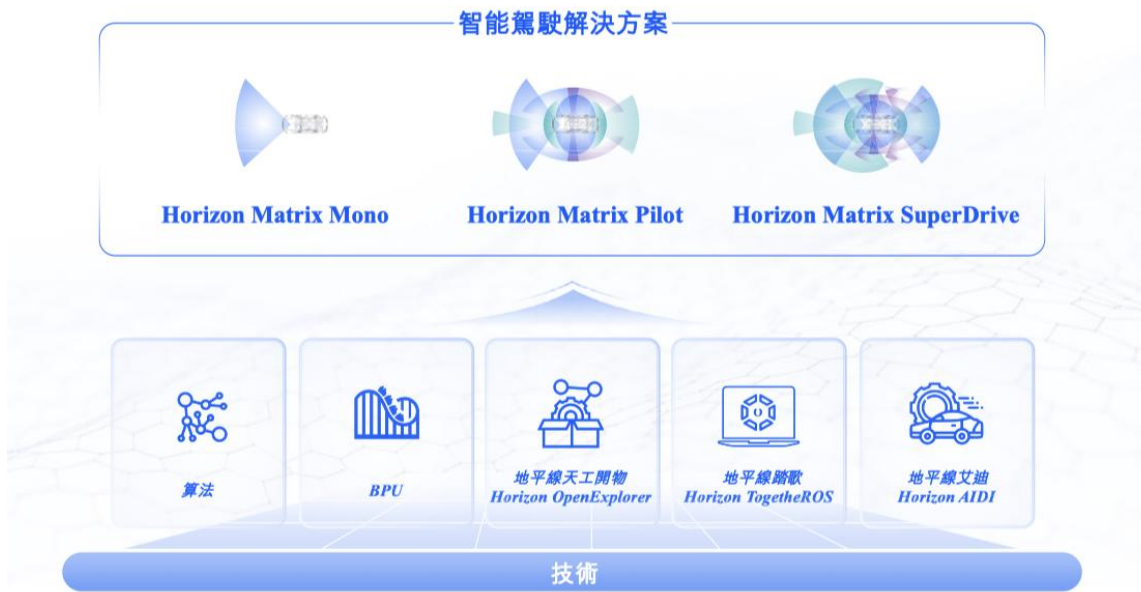 智能駕駛解決方案
Horizon Matrix Mono
Horizon Matrix Pilot
Horizon Matrix SuperDrive
算法
BPU
地平線天工開物
Horizon OpenExplorer
地平線踏歌
Horizon TogetheROS
地平線艾迪
Horizon AIDI
技術